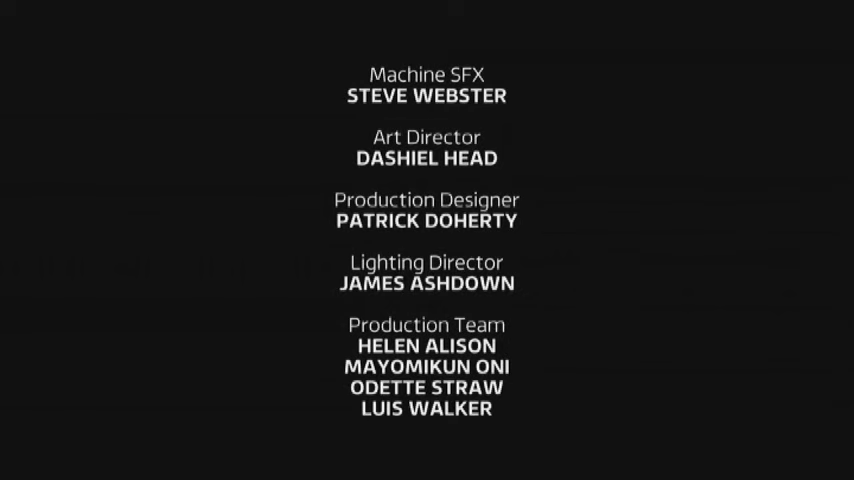 Machine SFX
STEVE WEBSTER
Art Director
DASHIEL HEAD
Production Designer
PATRICK DOHERTY
Lighting Director
JAMES ASHDOWN
Production Team
HELEN ALISON
MAYOMIKUN ONI
ODETTE STRAW
LUIS WALKER